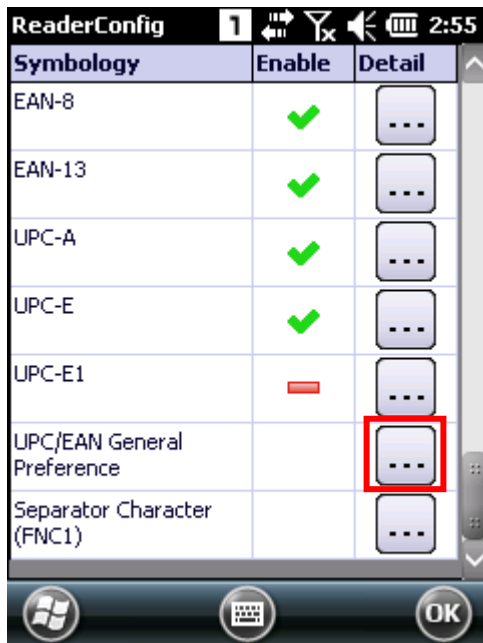 ReaderConfig 1 2:55
Symbology Enable Detail
EAN-8 ...
EAN-13 ...
UPC-A ...
UPC-E ...
UPC-E1 ...
UPC/EAN General
Preference ...
Separator Character
(FNC1) ...
OK